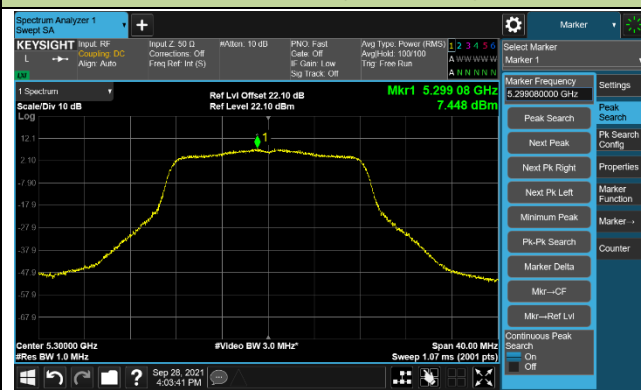 Spectrum Analyzer 1
Swept SA
+
Marker
KEYSIGHT
L
LXI
Input: RF
Coupling: DC
Align: Auto
Input Z: 50 Ω
Corrections: Off
Freq Ref: Int (S)
#Atten: 10 dB
PNO: Fast
Gate: Off
IF Gain: Low
Sig Track: Off
Avg Type: Power (RMS)
Avg|Hold: 100/100
Trig: Free Run
1 2 3 4 5 6
A WW WW W
A N N N N N
Select Marker
Marker 1
1 Spectrum
Scale/Div 10 dB
Log
Ref Lvl Offset 22.10 dB
Ref Level 22.10 dBm
Mkr1 5.299 08 GHz
7.448 dBm
1
12.1
2.10
-7.90
-17.9
-27.9
-37.9
-47.9
-57.9
-67.9
Center 5.30000 GHz
#Res BW 1.0 MHz
#Video BW 3.0 MHz*
Span 40.00 MHz
Sweep 1.07 ms (2001 pts)
Marker Frequency
5.299080000 GHz
Peak Search
Next Peak
Next Pk Right
Next Pk Left
Minimum Peak
Pk-Pk Search
Marker Delta
Mkr→CF
Mkr→Ref Lvl
Continuous Peak
Search
On
Off
Settings
Peak
Search
Pk Search
Config
Properties
Marker
Function
Marker→
Counter
?
Sep 28, 2021
4:03:41 PM